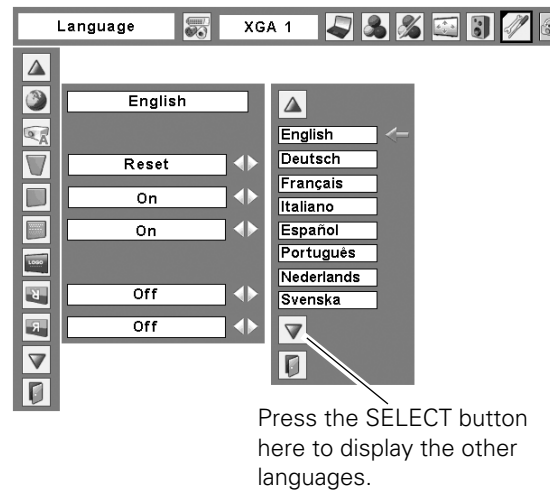 Language
XGA 1
English
Reset
On
On
Off
Off
English
Deutsch
Français
Italiano
Español
Português
Nederlands
Svenska
LOGO
Press the SELECT button
here to display the other
languages.